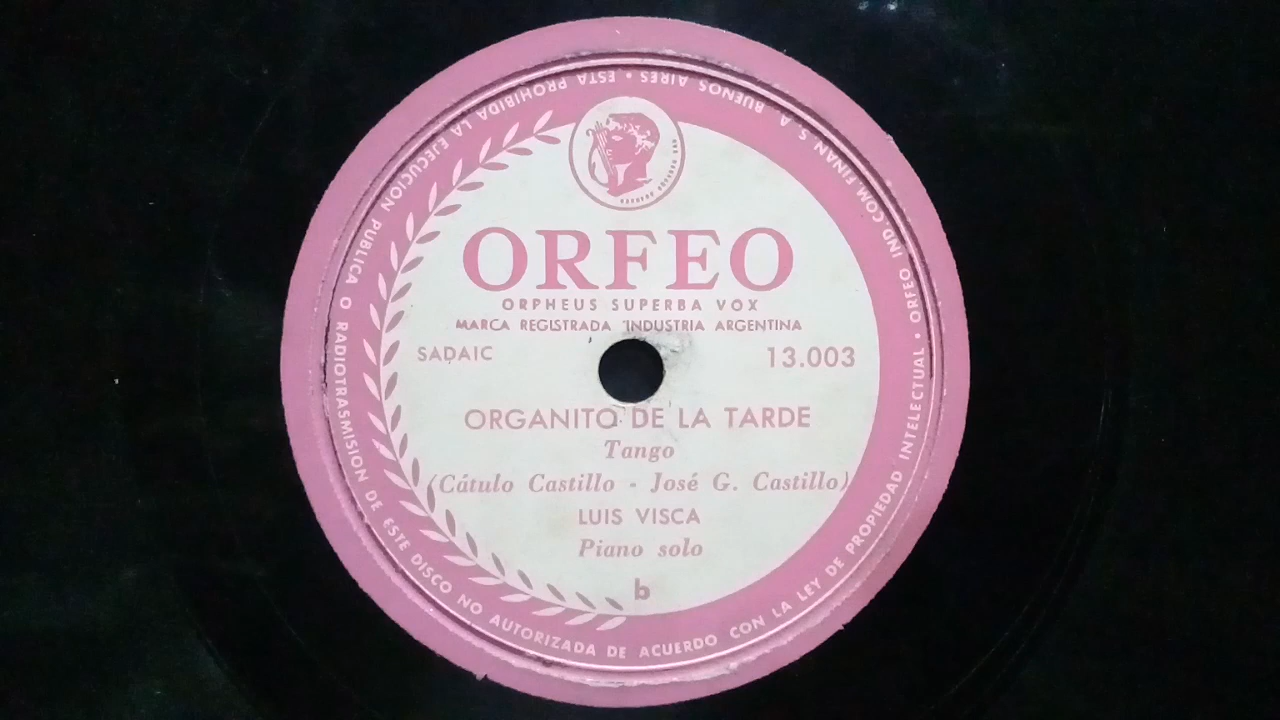 ORFEO
ORPHEUS SUPERBA VOX
MARCA REGISTRADA INDUSTRIA ARGENTINA
SADAIC 13.003
ORGANITO DE LA TARDE
Tango
(Cátulo Castillo - José G. Castillo)
LUIS VISCA
Piano solo
b
ORFEO IND.COM.FINAN. S. A. BUENOS AIRES • ESTA PROHIBIDA LA EJECUCION PUBLICA O RADIOTRASMISION DE ESTE DISCO NO AUTORIZADA DE ACUERDO CON LA LEY DE PROPIEDAD INTELECTUAL •